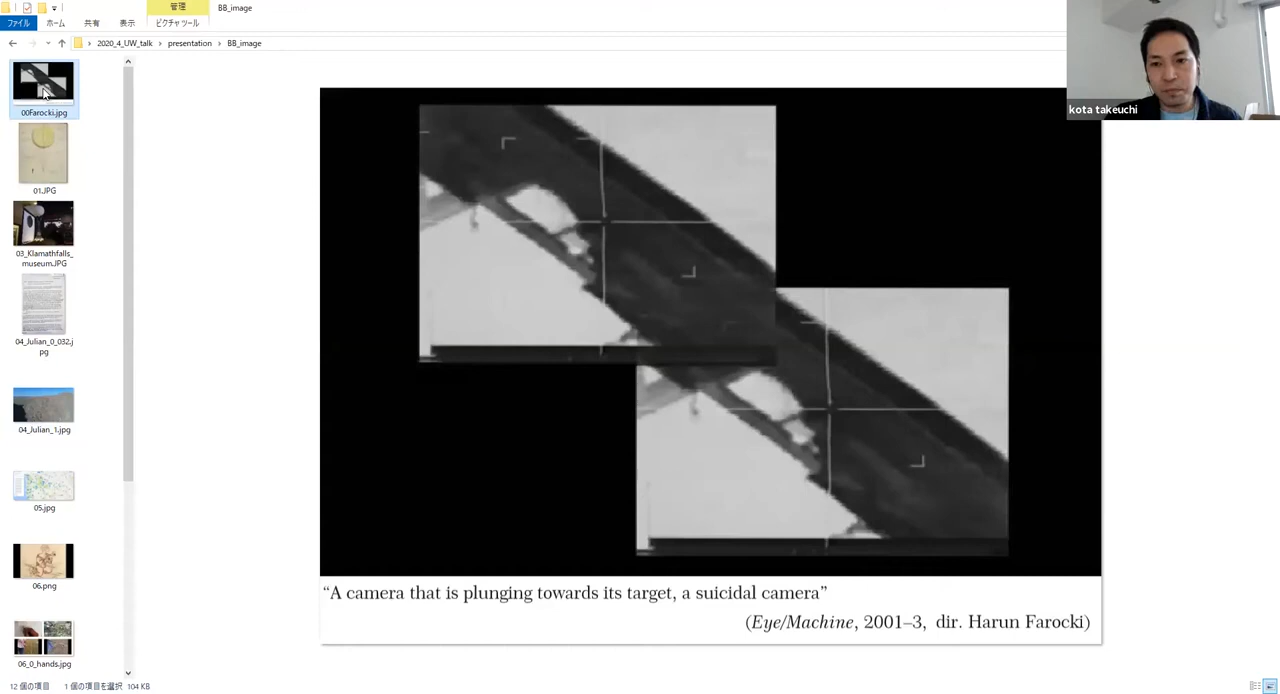 管理
BB_image
ファイル
ホーム
共有
表示
ピクチャ ツール
2020_4_UW_talk
presentation
BB_image
kota takeuchi
00Farocki.jpg
01.JPG
03_Klamathfalls_
museum.JPG
04_Julian_0_032.j
pg
04_Julian_1.jpg
05.jpg
06.png
06_0_hands.jpg
“A camera that is plunging towards its target, a suicidal camera”
(Eye/Machine, 2001–3, dir. Harun Farocki)
12 個の項目
1 個の項目を選択 104 KB